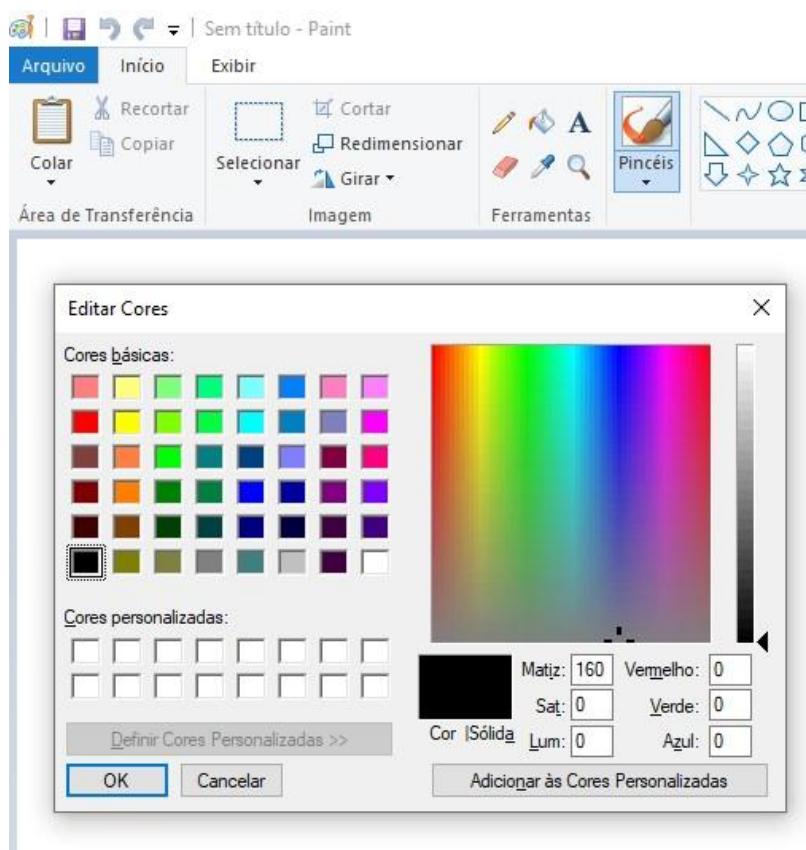 Sem título - Paint
Arquivo Início Exibir
Colar
Recortar
Copiar
Área de Transferência
Selecionar
Cortar
Redimensionar
Girar
Imagem
A
Ferramentas
Pincéis
Editar Cores
Cores básicas:
Cores personalizadas:
Definir Cores Personalizadas >>
OK Cancelar
Cor |Sólida
Matiz: 160 Vermelho: 0
Sat: 0 Verde: 0
Lum: 0 Azul: 0
Adicionar às Cores Personalizadas